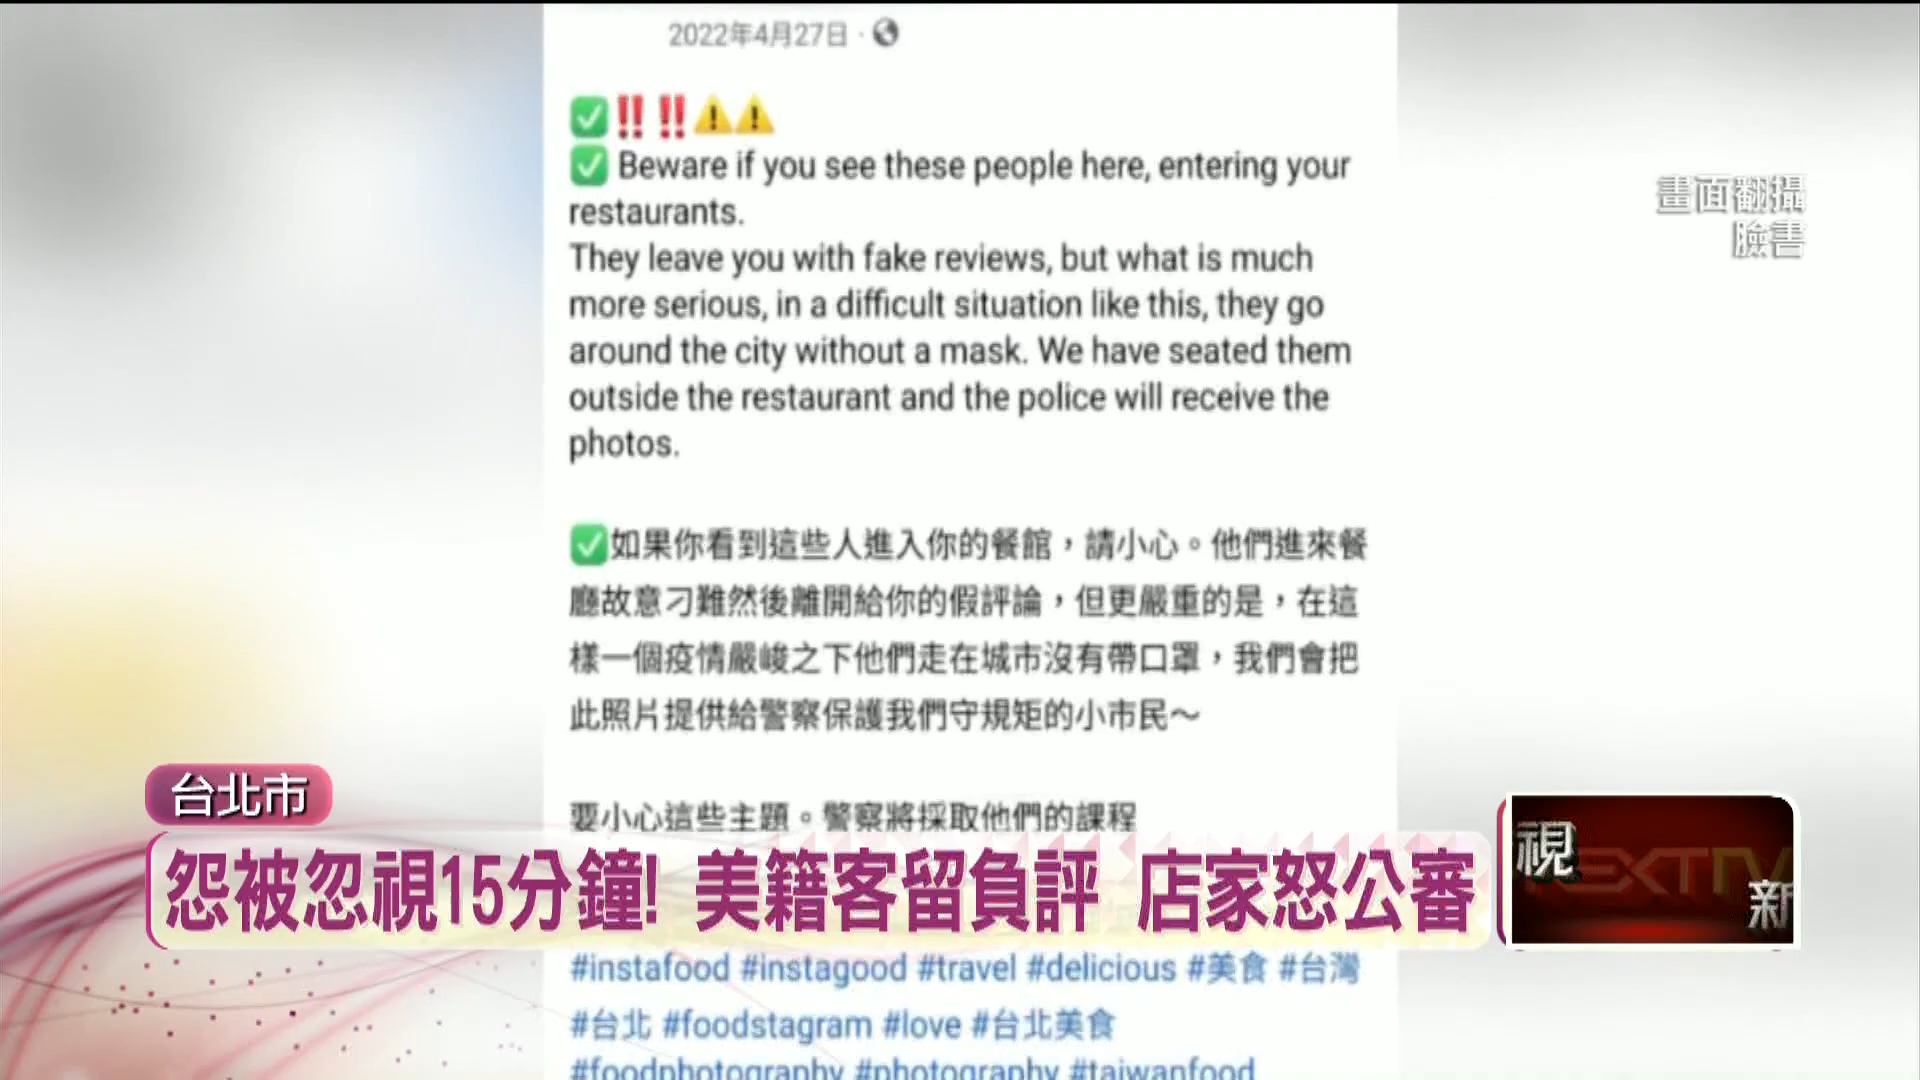 2022年4月27日 ·
✅‼️ ‼️ ⚠️⚠️
✅ Beware if you see these people here, entering your
restaurants.
They leave you with fake reviews, but what is much
more serious, in a difficult situation like this, they go
around the city without a mask. We have seated them
outside the restaurant and the police will receive the
photos.
畫面翻攝
臉書
✅如果你看到這些人進入你的餐館，請小心。他們進來餐
廳故意刁難然後離開給你的假評論，但更嚴重的是，在這
樣一個疫情嚴峻之下他們走在城市沒有帶口罩，我們會把
此照片提供給警察保護我們守規矩的小市民～
要小心這些主題。警察將採取他們的課程
台北市
怨被忽視15分鐘! 美籍客留負評 店家怒公審
視
NEXTTV
新
#instafood #instagood #travel #delicious #美食 #台灣
#台北 #foodstagram #love #台北美食
#foodphotography #photography #taiwanfood